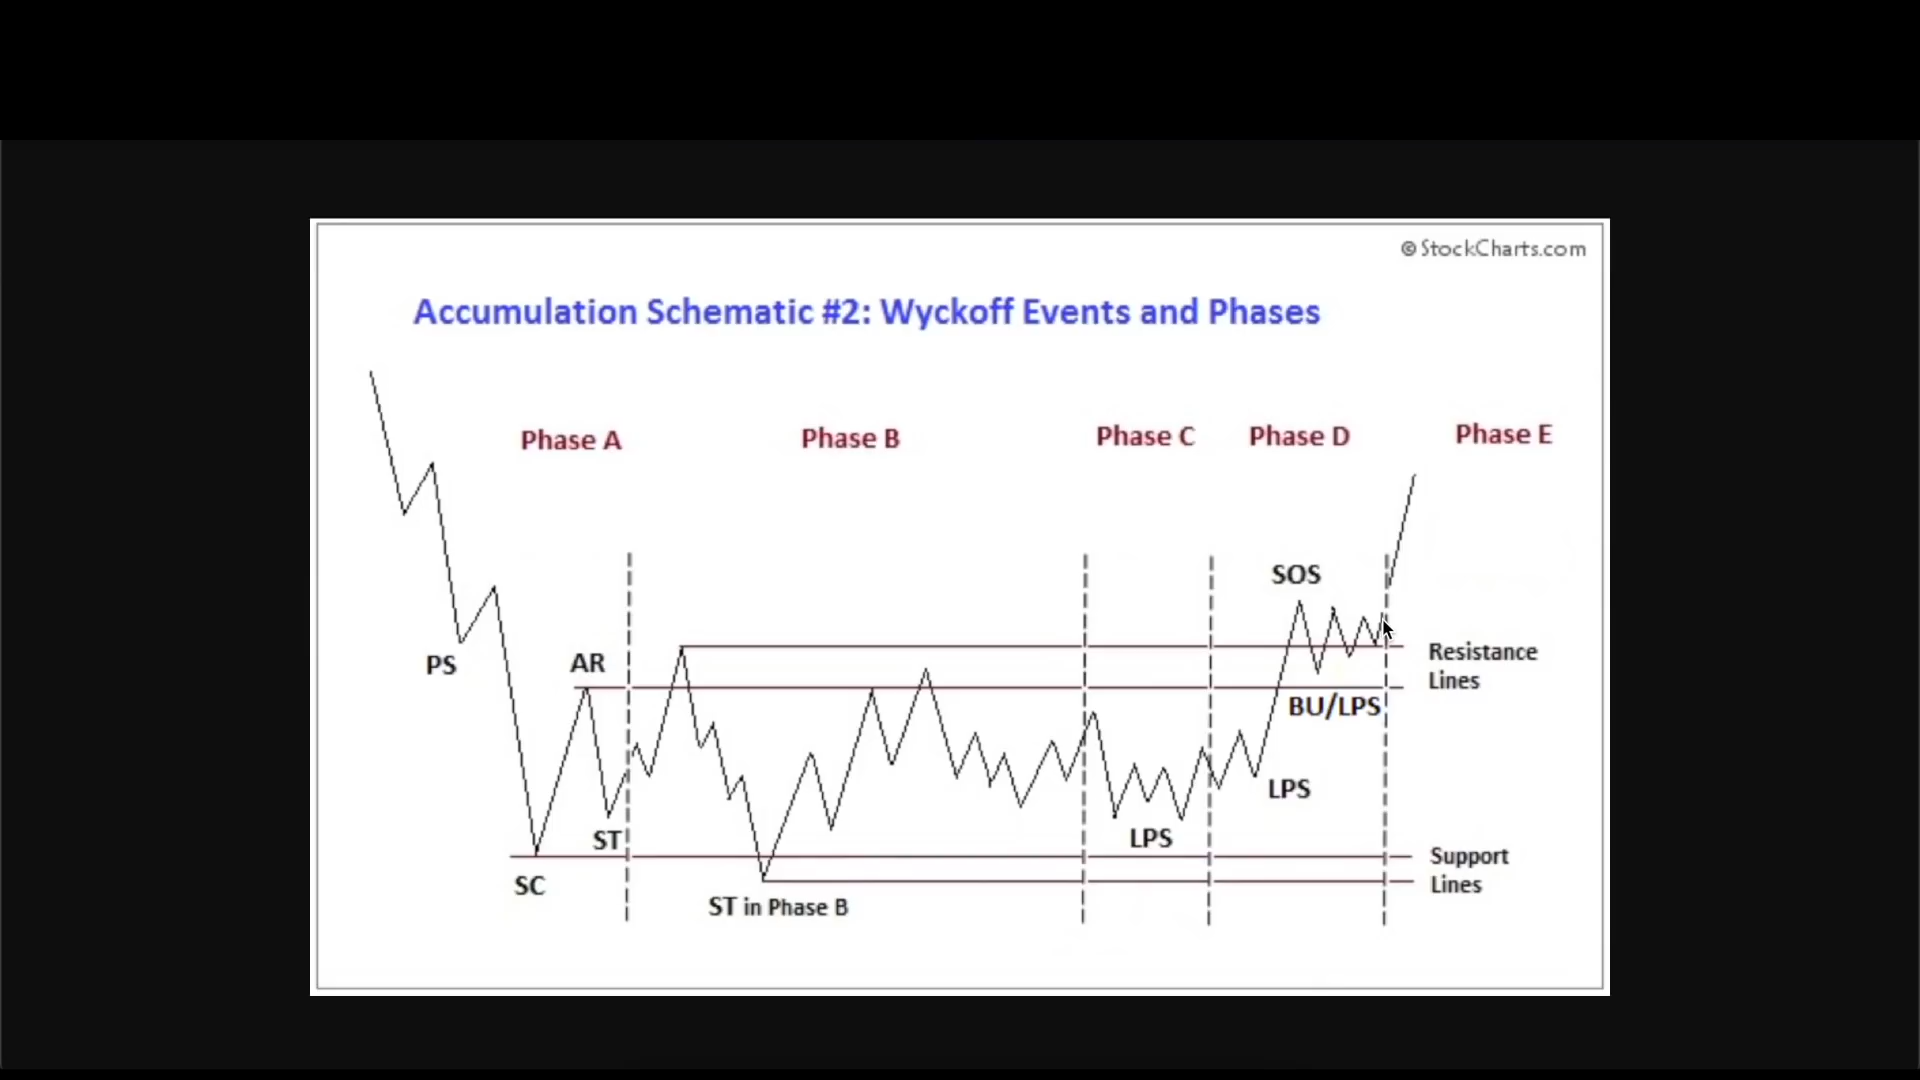 ©StockCharts.com
Accumulation Schematic #2: Wyckoff Events and Phases
Phase A
Phase B
Phase C
Phase D
Phase E
SOS
PS
AR
Resistance
Lines
BU/LPS
LPS
ST
LPS
Support
Lines
SC
ST in Phase B